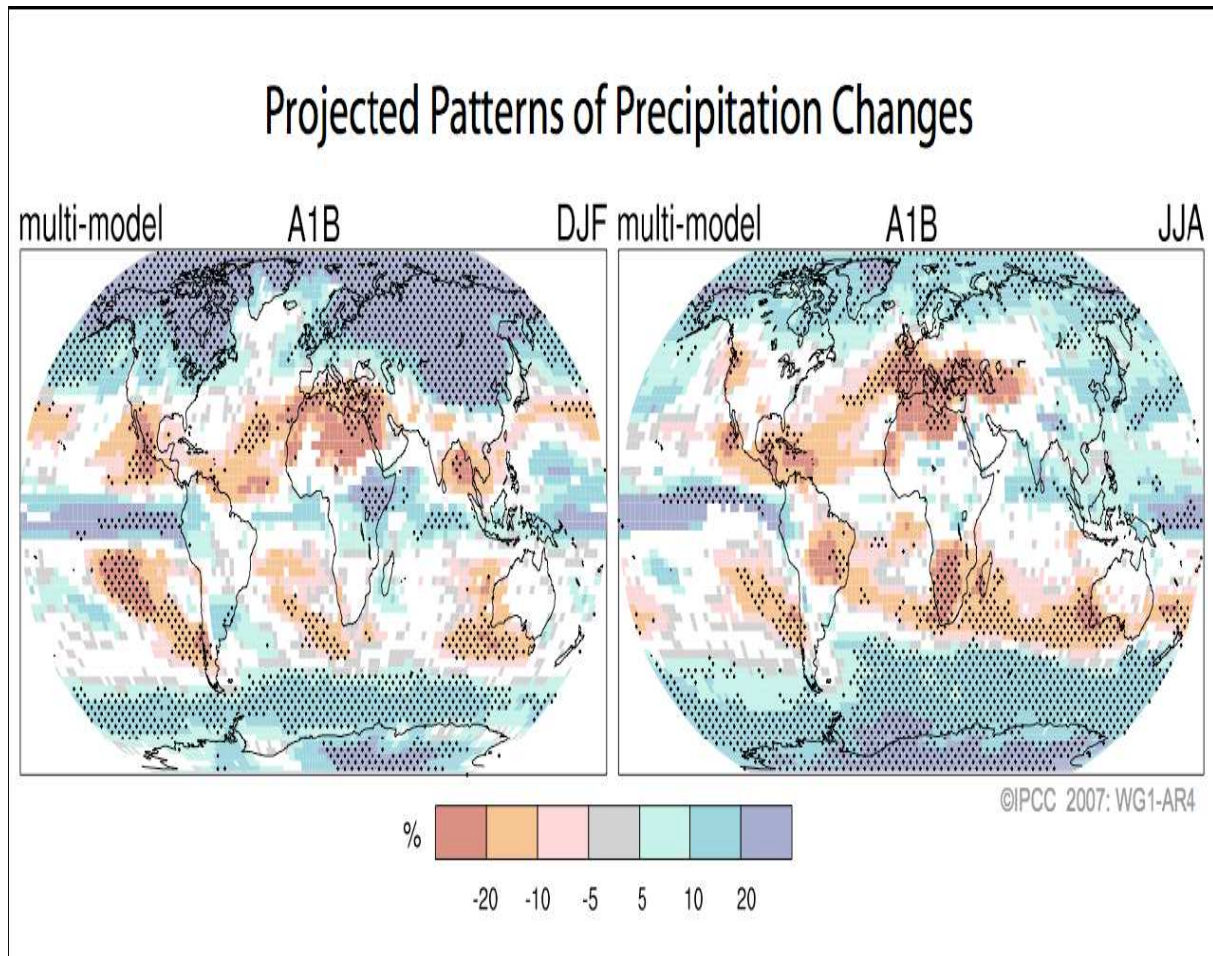 Projected Patterns of Precipitation Changes
multi-model A1B DJF
multi-model A1B JJA
©IPCC 2007: WG1-AR4
%
-20 -10 -5 5 10 20